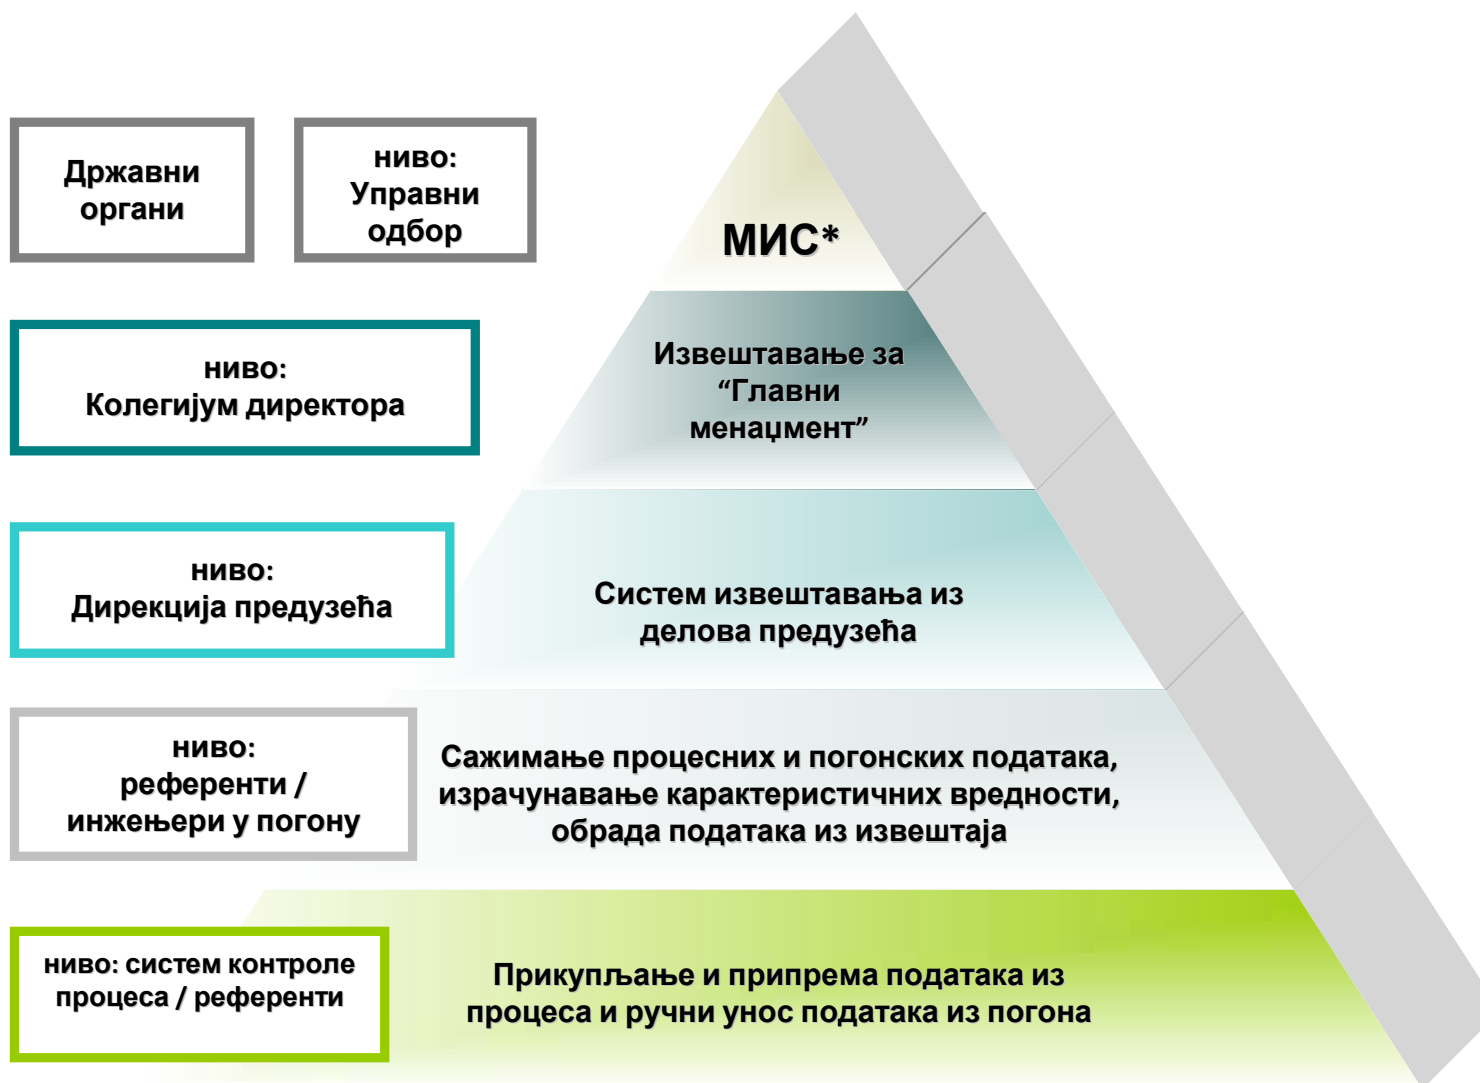 Државни
органи
ниво:
Управни
одбор
МИС*
ниво:
Колегијум директора
Извештавање за
“Главни
менаџмент”
ниво:
Дирекција предузећа
Систем извештавања из
делова предузећа
ниво:
референти /
инжењери у погону
Сажимање процесних и погонских података,
израчунавање карактеристичних вредности,
обрада података из извештаја
ниво: систем контроле
процеса / референти
Прикупљање и припрема података из
процеса и ручни унос података из погона